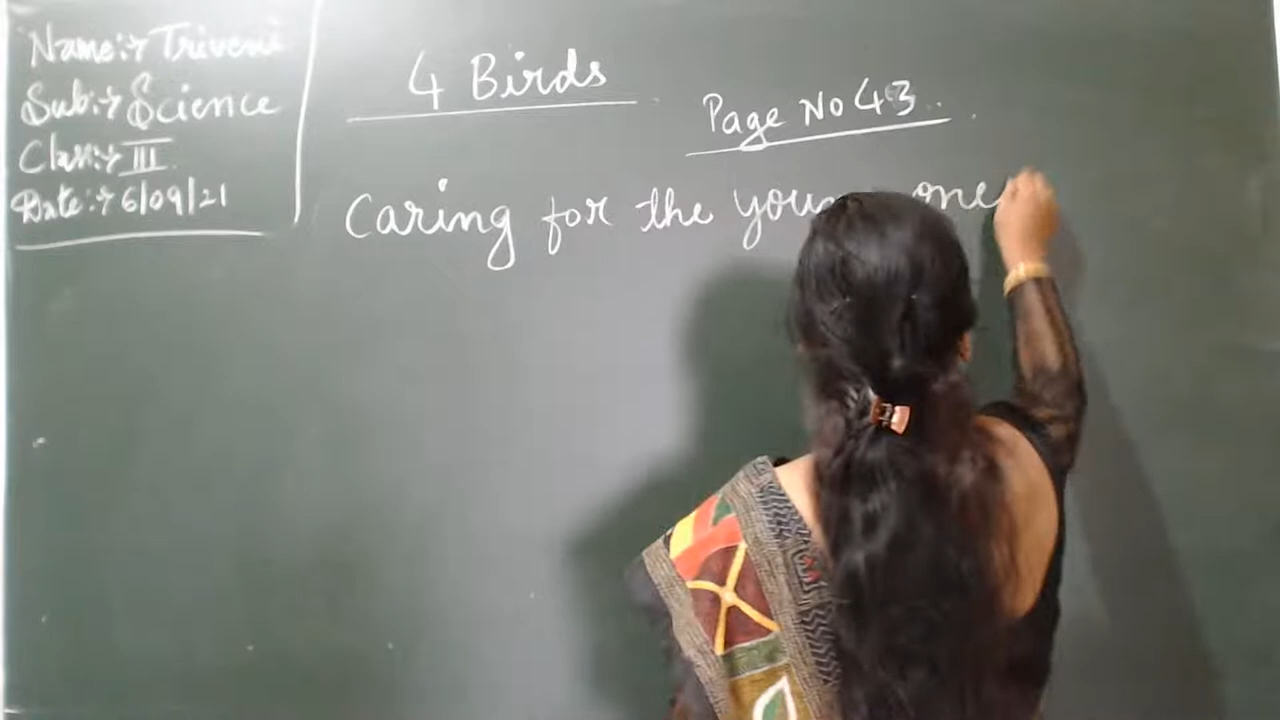 Name:→ Triveni
Sub:→ Science
Class:→ III
Date:→ 6/09/21
4 Birds
Page No 43
Caring for the one